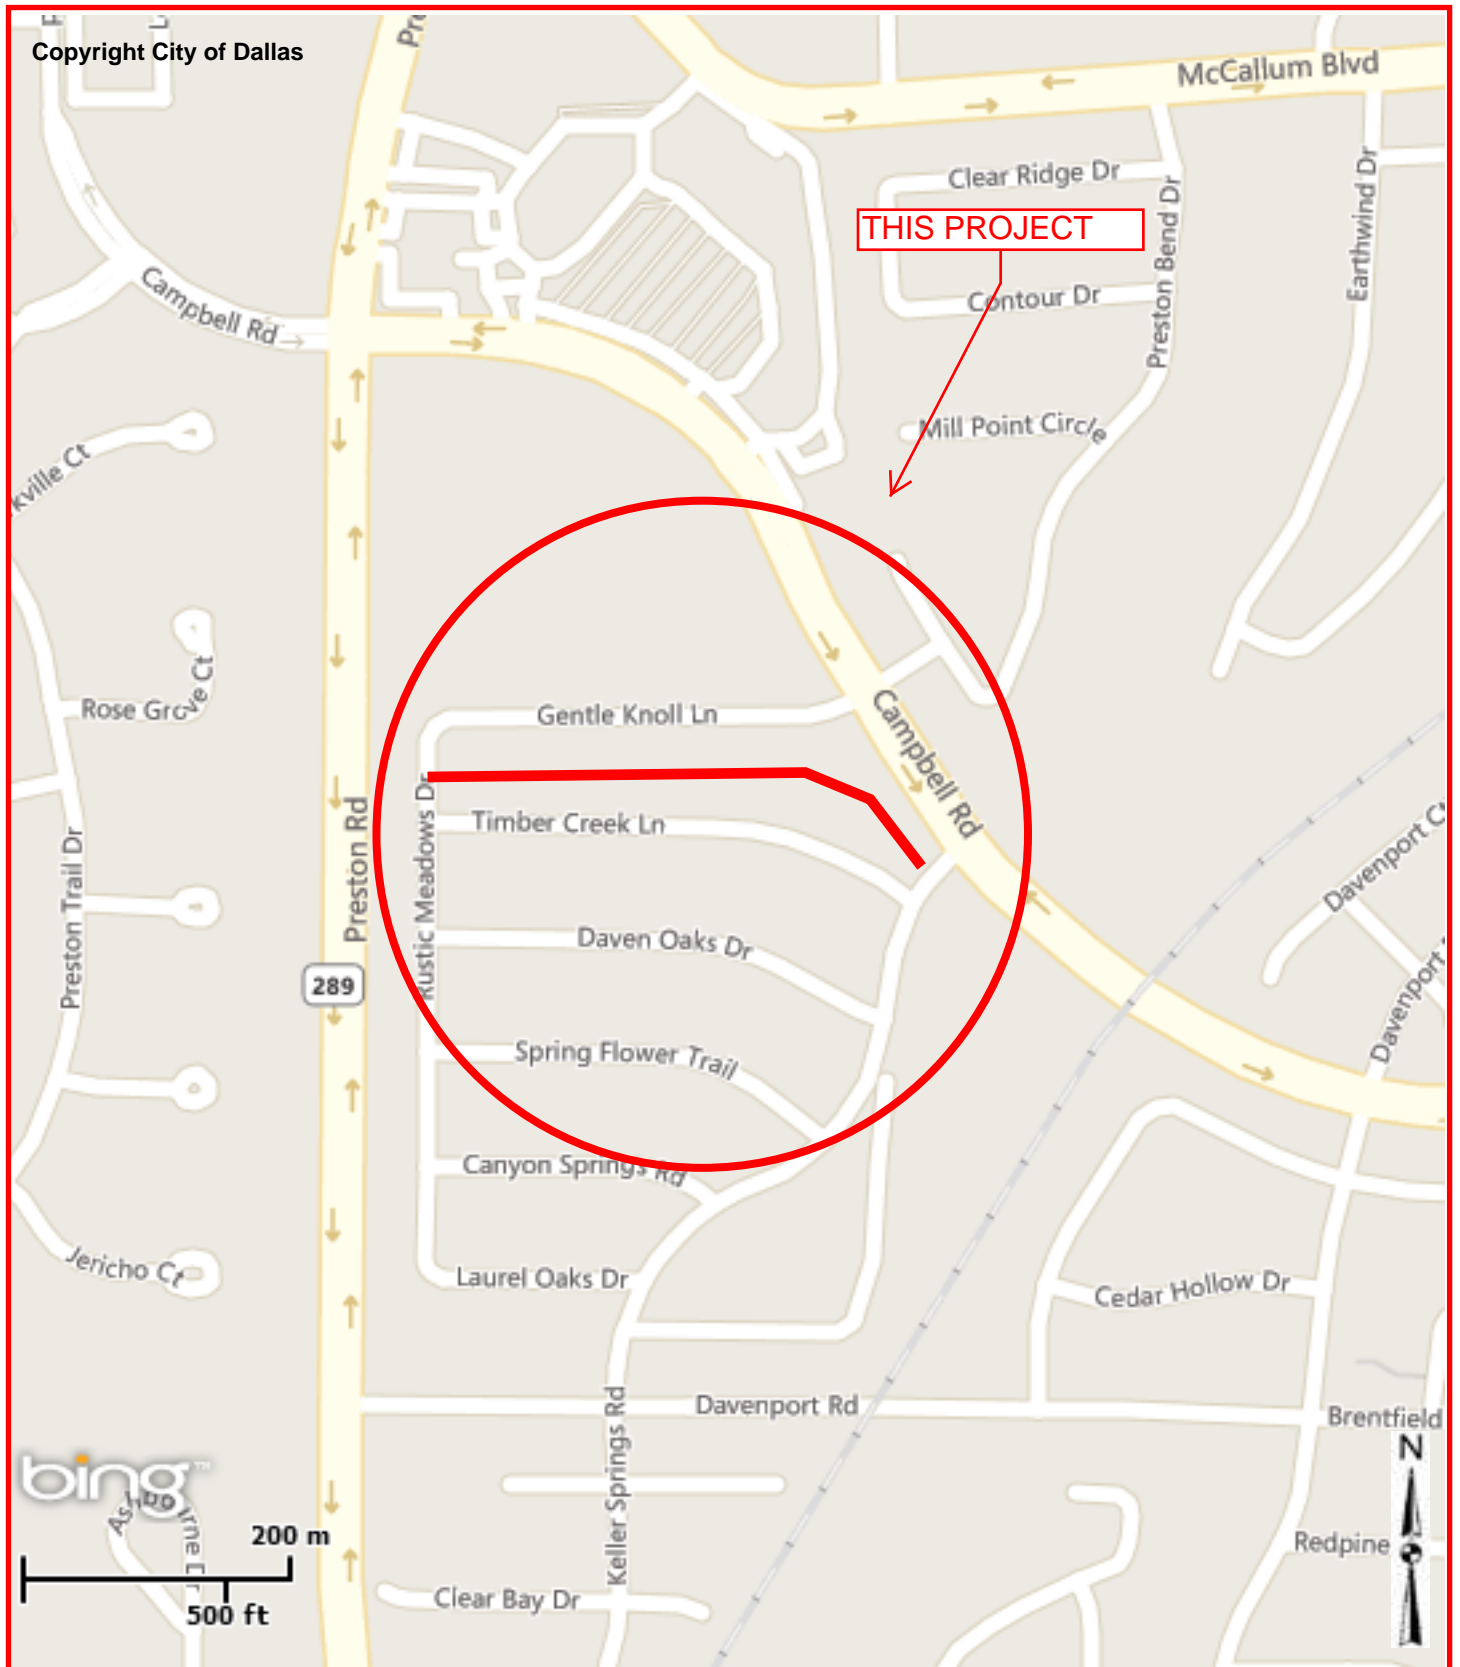 Copyright City of Dallas
McCallum Blvd
Clear Ridge Dr
THIS PROJECT
Preston Bend Dr
Earthwind Dr
Contour Dr
Campbell Rd
Mill Point Circle
kville Ct
Rose Grove Ct
Gentle Knoll Ln
Campbell Rd
Timber Creek Ln
Rustic Meadows Dr
Preston Rd
Preston Trail Dr
Davenport
Daven Oaks Dr
289
Davenport
Spring Flower Trail
Canyon Springs Rd
Jericho Ct
Laurel Oaks Dr
Cedar Hollow Dr
Davenport Rd
Brentfield
Keller Springs Rd
N
bing™
200 m
500 ft
Redpine
Clear Bay Dr